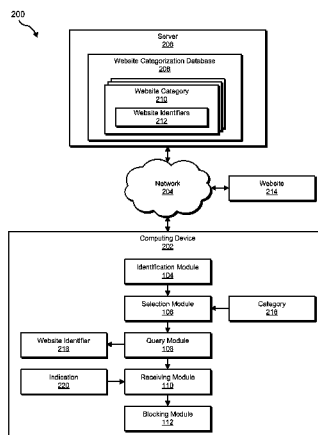 200
Server
206
Website Categorization Database
208
Website Category
210
Website Identifiers
212
Network
204
Website
214
Computing Device
202
Identification Module
104
Selection Module
106
Category
216
Website Identifier
218
Query Module
108
Indication
220
Receiving Module
110
Blocking Module
112